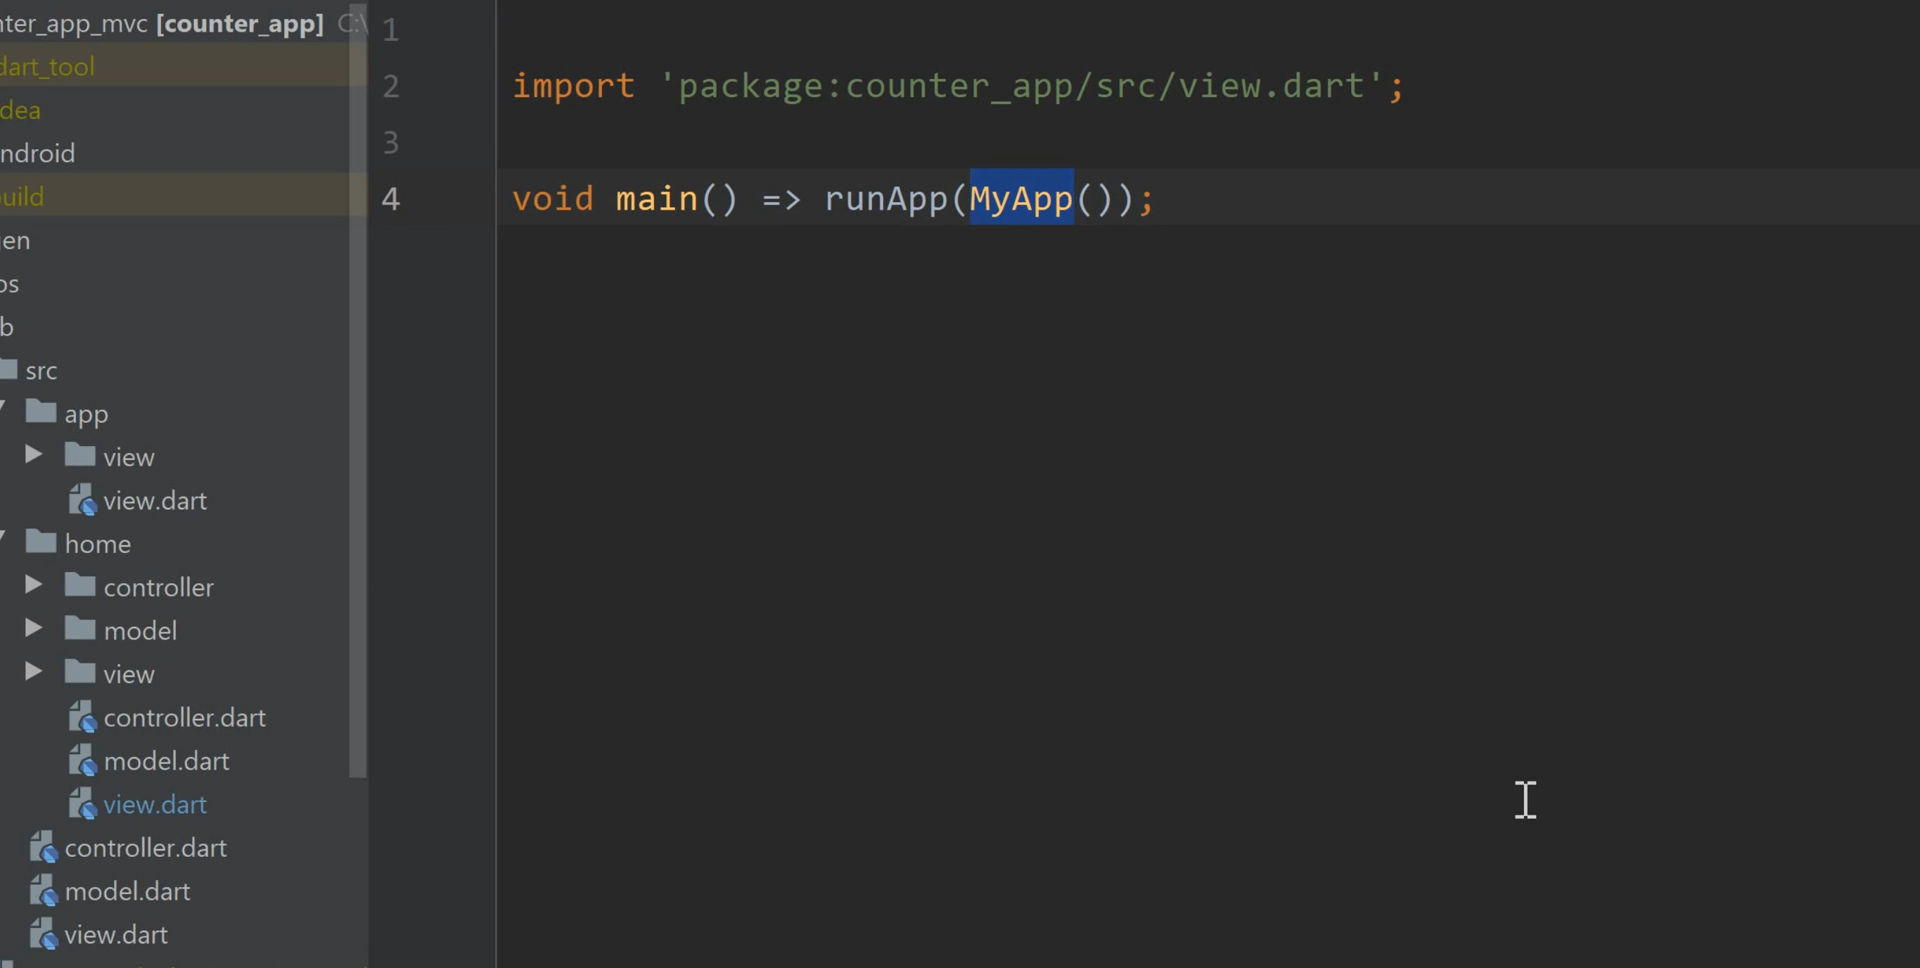 nter_app_mvc [counter_app] C:\
dart_tool
dea
ndroid
uild
gen
os
b
src
app
view
view.dart
home
controller
model
view
controller.dart
model.dart
view.dart
controller.dart
model.dart
view.dart
1
2 import 'package:counter_app/src/view.dart';
3
4 void main() => runApp(MyApp());